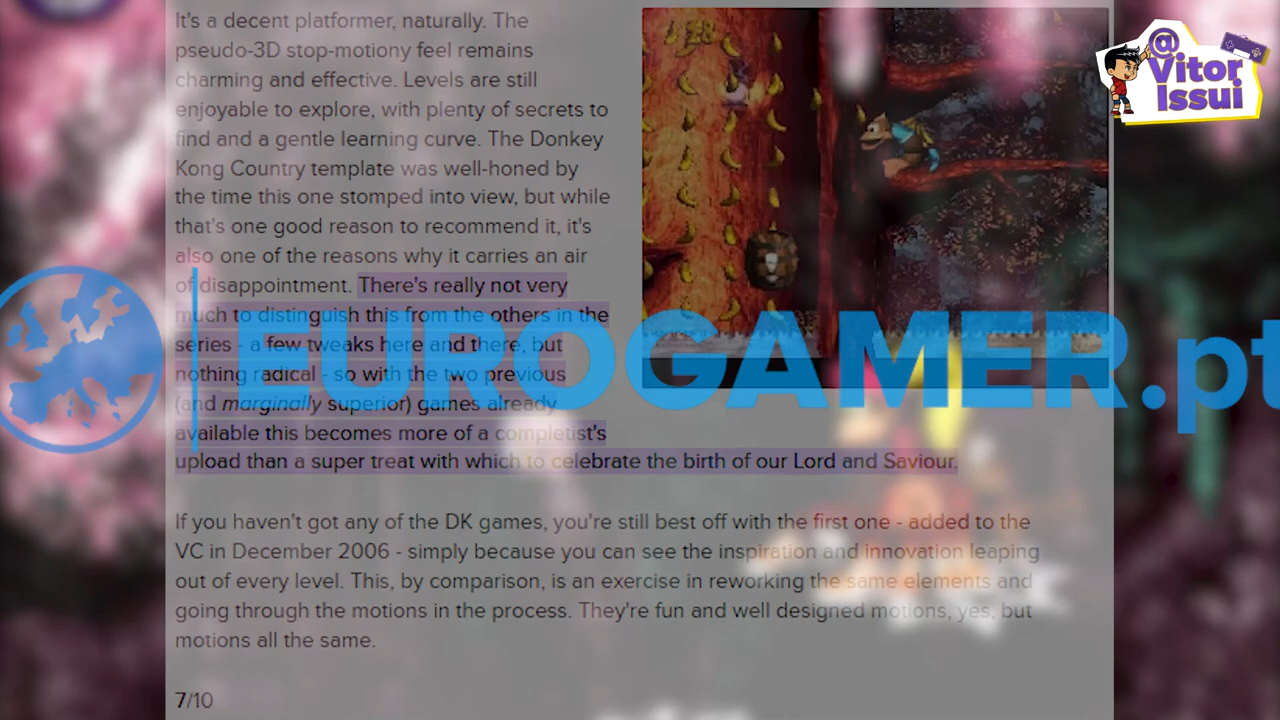 It's a decent platformer, naturally. The
pseudo-3D stop-motiony feel remains
charming and effective. Levels are still
enjoyable to explore, with plenty of secrets to
find and a gentle learning curve. The Donkey
Kong Country template was well-honed by
the time this one stomped into view, but while
that's one good reason to recommend it, it's
also one of the reasons why it carries an air
of disappointment. There's really not very
much to distinguish this from the others in the
series - a few tweaks here and there, but
nothing radical - so with the two previous
(and marginally superior) games already
available this becomes more of a completist's
upload than a super treat with which to celebrate the birth of our Lord and Saviour.
If you haven't got any of the DK games, you're still best off with the first one - added to the
VC in December 2006 - simply because you can see the inspiration and innovation leaping
out of every level. This, by comparison, is an exercise in reworking the same elements and
going through the motions in the process. They're fun and well designed motions, yes, but
motions all the same.
7/10
EUROGAMER.pt
@
Vitor
Issui